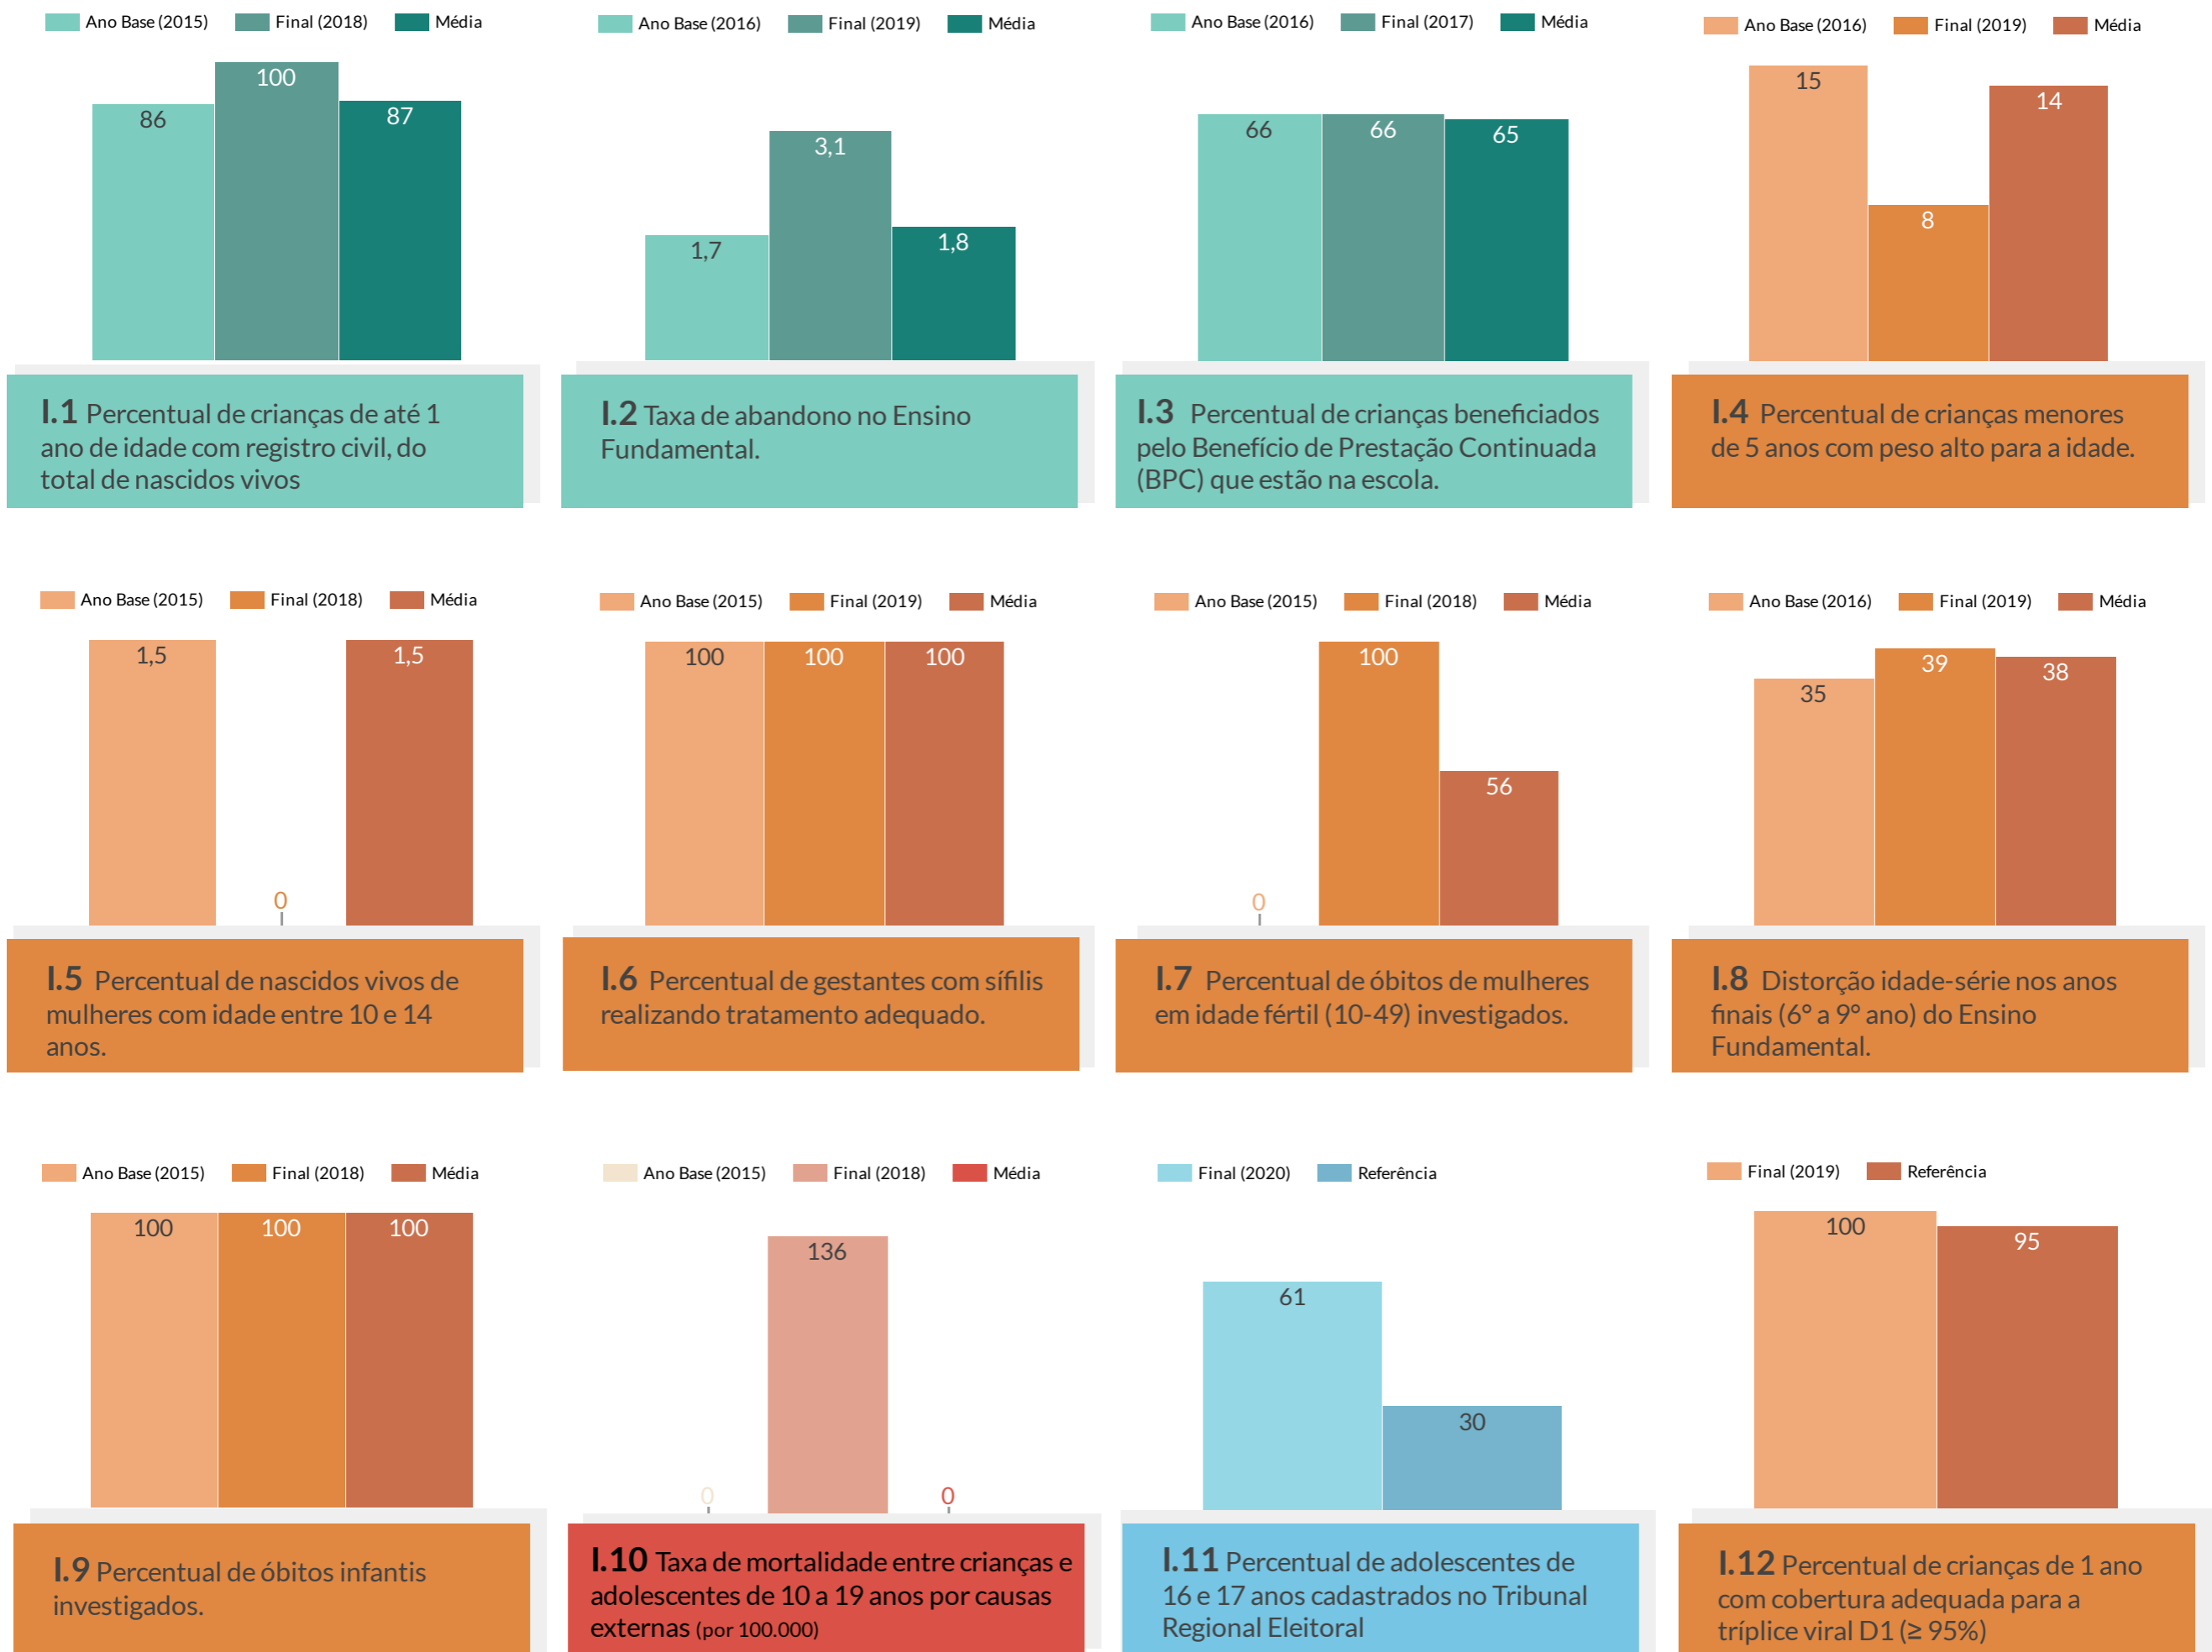 Ano Base (2015) Final (2018) Média
100
86
87
I.1 Percentual de crianças de até 1
ano de idade com registro civil, do
total de nascidos vivos
Ano Base (2016) Final (2019) Média
3,1
1,7
1,8
I.2 Taxa de abandono no Ensino
Fundamental.
Ano Base (2016) Final (2017) Média
66
66
65
I.3 Percentual de crianças beneficiados
pelo Benefício de Prestação Continuada
(BPC) que estão na escola.
Ano Base (2016) Final (2019) Média
15
8
14
I.4 Percentual de crianças menores
de 5 anos com peso alto para a idade.
Ano Base (2015) Final (2018) Média
1,5
0
1,5
I.5 Percentual de nascidos vivos de
mulheres com idade entre 10 e 14
anos.
Ano Base (2015) Final (2019) Média
100
100
100
I.6 Percentual de gestantes com sífilis
realizando tratamento adequado.
Ano Base (2015) Final (2018) Média
0
100
56
I.7 Percentual de óbitos de mulheres
em idade fértil (10-49) investigados.
Ano Base (2016) Final (2019) Média
35
39
38
I.8 Distorção idade-série nos anos
finais (6° a 9° ano) do Ensino
Fundamental.
Ano Base (2015) Final (2018) Média
100
100
100
I.9 Percentual de óbitos infantis
investigados.
Ano Base (2015) Final (2018) Média
0
136
0
I.10 Taxa de mortalidade entre crianças e
adolescentes de 10 a 19 anos por causas
externas (por 100.000)
Final (2020) Referência
61
30
I.11 Percentual de adolescentes de
16 e 17 anos cadastrados no Tribunal
Regional Eleitoral
Final (2019) Referência
100
95
I.12 Percentual de crianças de 1 ano
com cobertura adequada para a
tríplice viral D1 (≥ 95%)